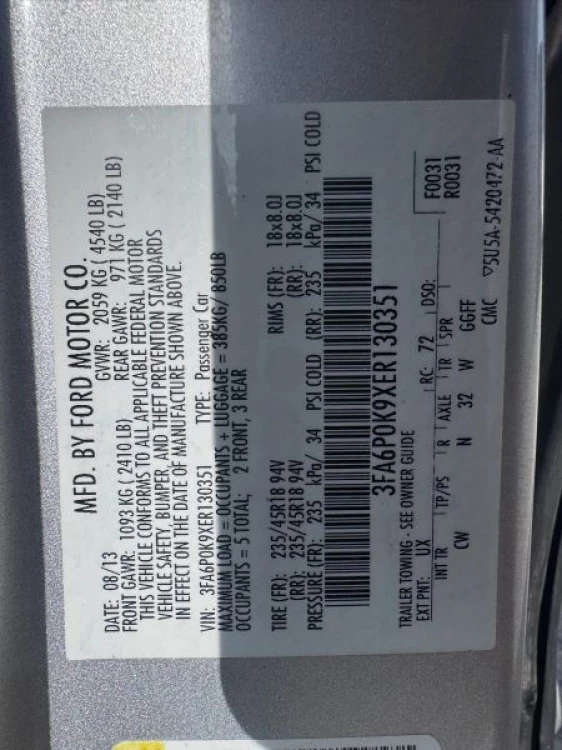 MFD. BY FORD MOTOR CO.
DATE: 08/13 GVWR: 2059 KG ( 4540 LB)
FRONT GAWR: 1093 KG ( 2410 LB) REAR GAWR: 971 KG ( 2140 LB)
THIS VEHICLE CONFORMS TO ALL APPLICABLE FEDERAL MOTOR
VEHICLE SAFETY, BUMPER, AND THEFT PREVENTION STANDARDS
IN EFFECT ON THE DATE OF MANUFACTURE SHOWN ABOVE.
VIN: 3FA6P0K9XER130351 TYPE: Passenger Car
MAXIMUM LOAD = OCCUPANTS + LUGGAGE = 385KG/ 850LB
OCCUPANTS = 5 TOTAL; 2 FRONT, 3 REAR
TIRE (FR): 235/45R18 94V RIMS (FR): 18x8.0J
(RR): 235/45R18 94V (RR): 18x8.0J
PRESSURE (FR): 235 kPa/ 34 PSI COLD (RR): 235 kPa/ 34 PSI COLD
3FA6P0K9XER130351
TRAILER TOWING - SEE OWNER GUIDE
EXT PNT: UX RC: 72 DSO: F0031
R0031
INT TR TP/PS R AXLE TR SPR
CW N 32 W GGFF
CMC ▽5U5A-5420472-AA